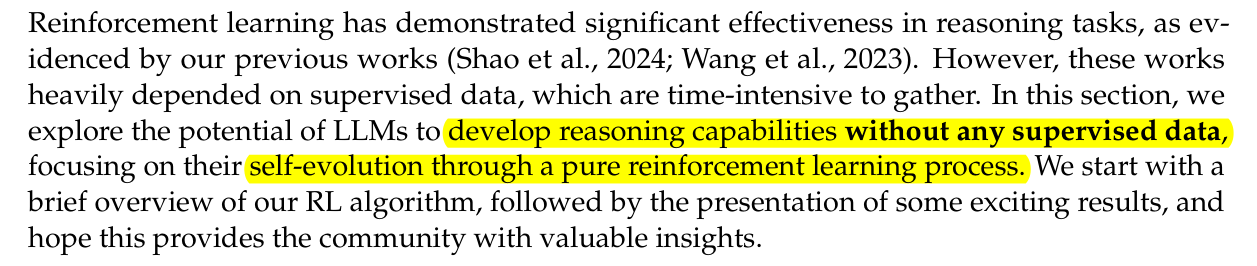 Reinforcement learning has demonstrated significant effectiveness in reasoning tasks, as ev-
idenced by our previous works (Shao et al., 2024; Wang et al., 2023). However, these works
heavily depended on supervised data, which are time-intensive to gather. In this section, we
explore the potential of LLMs to develop reasoning capabilities without any supervised data,
focusing on their self-evolution through a pure reinforcement learning process. We start with a
brief overview of our RL algorithm, followed by the presentation of some exciting results, and
hope this provides the community with valuable insights.